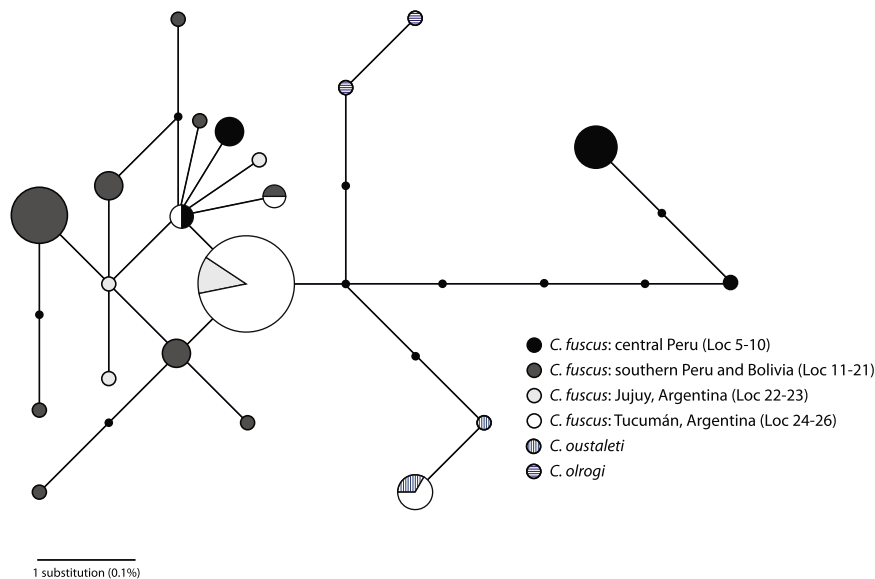 C. fuscus: central Peru (Loc 5-10)
C. fuscus: southern Peru and Bolivia (Loc 11-21)
C. fuscus: Jujuy, Argentina (Loc 22-23)
C. fuscus: Tucumán, Argentina (Loc 24-26)
C. oustaleti
C. olrogi
1 substitution (0.1%)